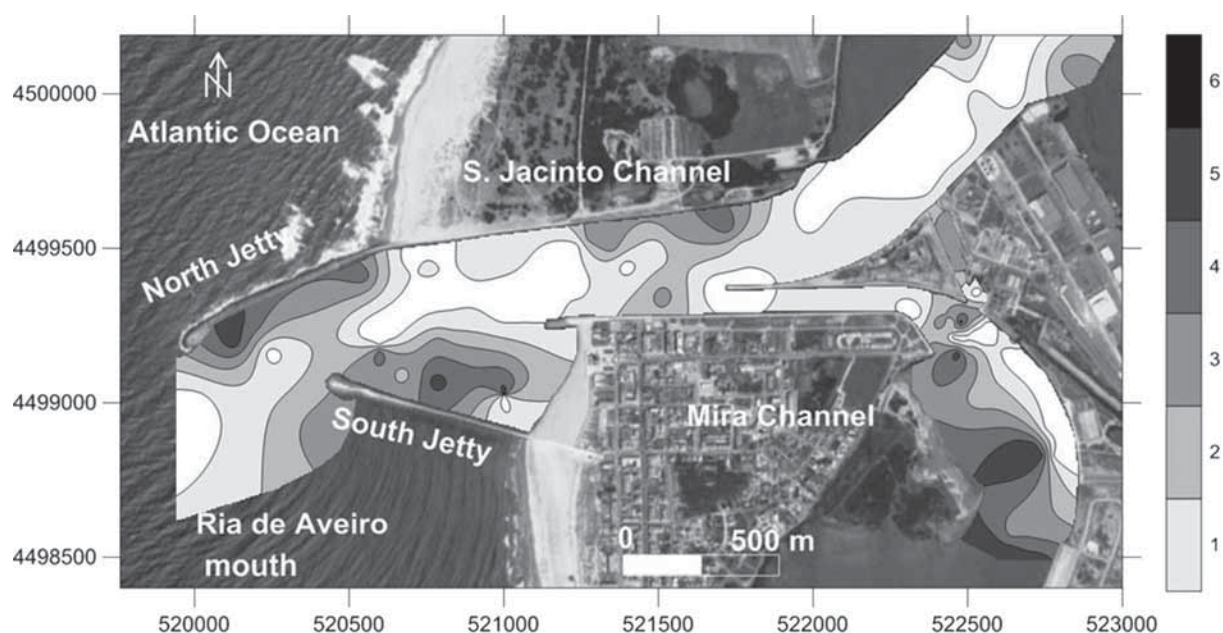 4500000
4499500
4499000
4498500
N
Atlantic Ocean
S. Jacinto Channel
North Jetty
South Jetty
Mira Channel
Ria de Aveiro
mouth
0 500 m
520000 520500 521000 521500 522000 522500 523000
6
5
4
3
2
1